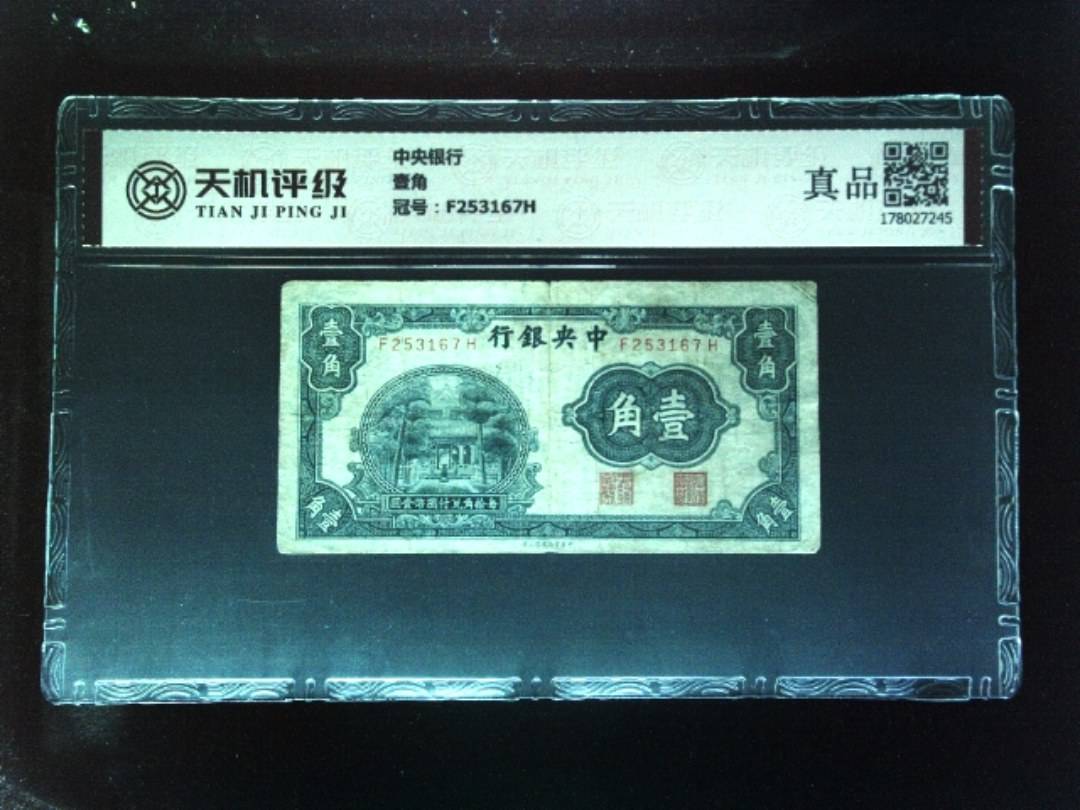 天机评级
TIAN JI PING JI
中央银行
壹角
冠号：F253167H
真品
178027245
壹角
行銀央中
壹角
F253167H
F253167H
角壹
角壹
角壹